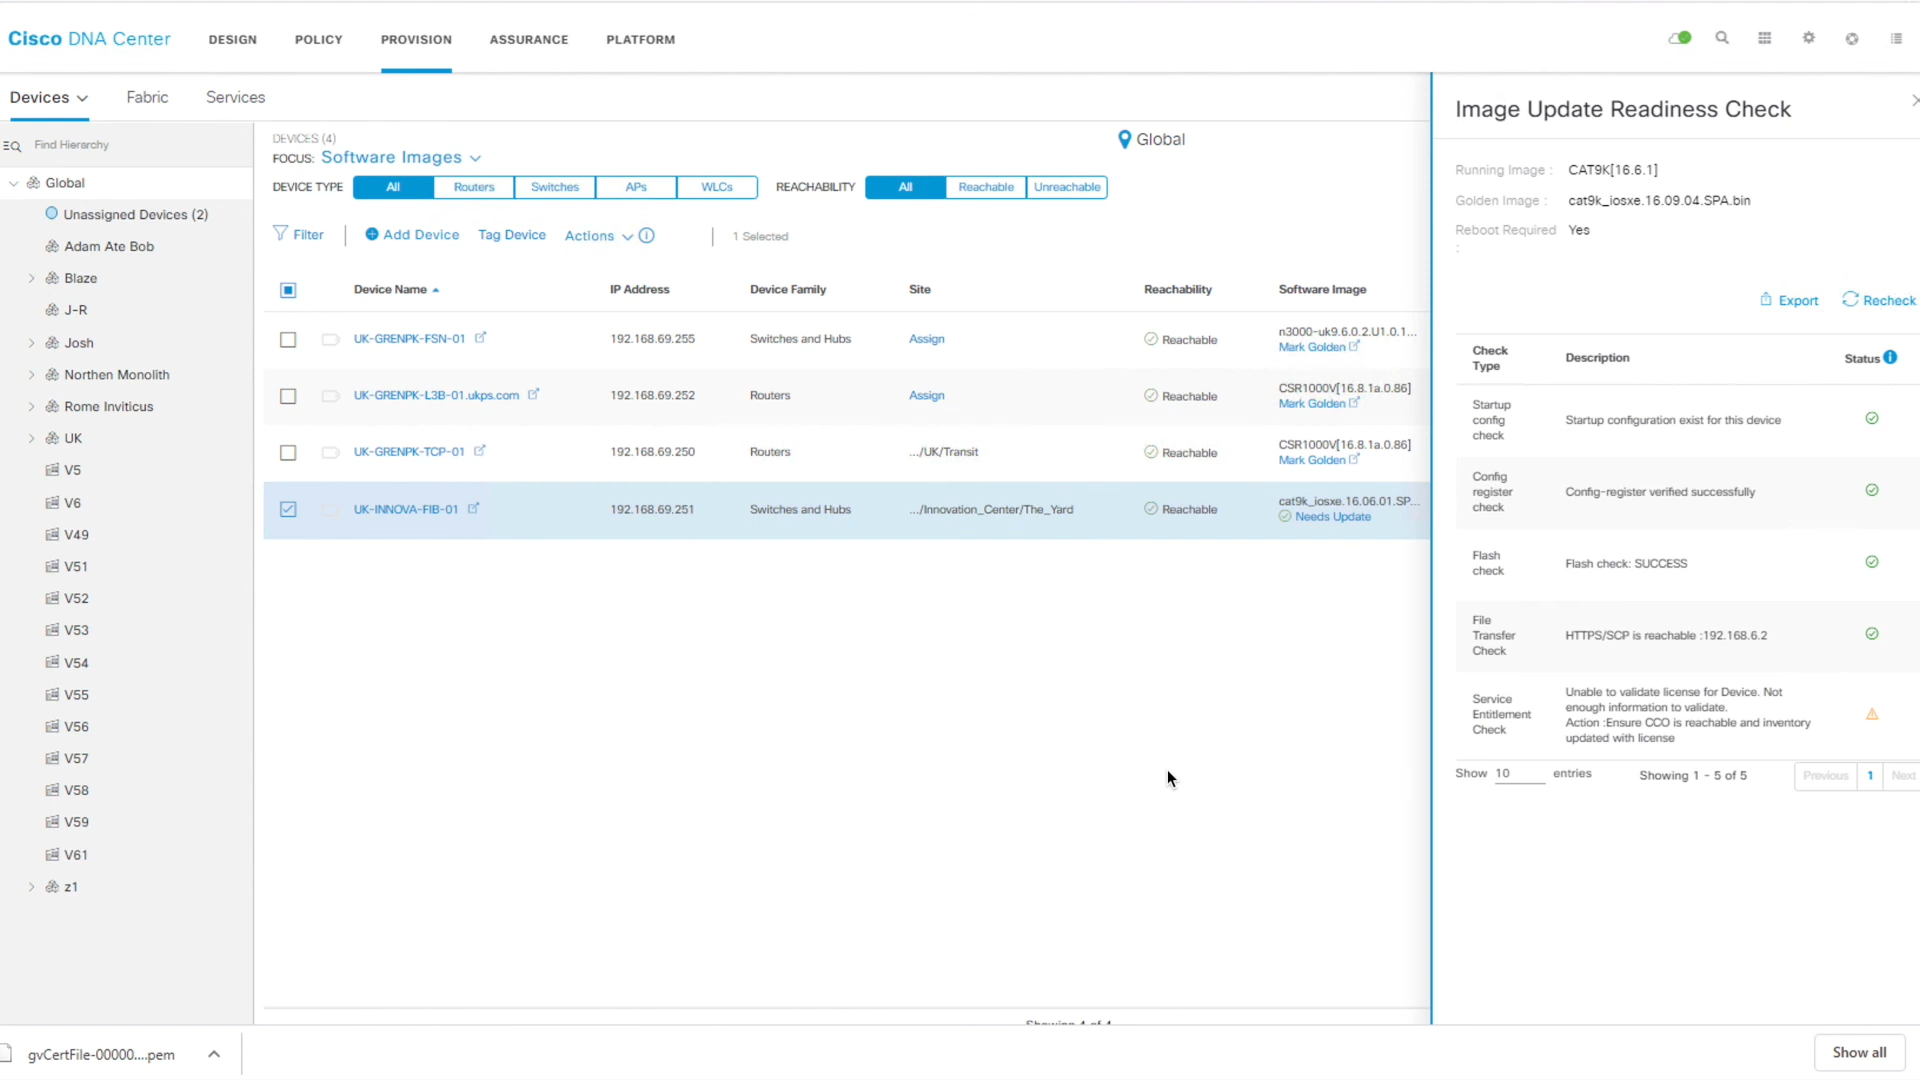 Cisco DNA Center
DESIGN
POLICY
PROVISION
ASSURANCE
PLATFORM
Devices
Fabric
Services
Find Hierarchy
Global
Unassigned Devices (2)
Adam Ate Bob
Blaze
J-R
Josh
Northen Monolith
Rome Inviticus
UK
V5
V6
V49
V51
V52
V53
V54
V55
V56
V57
V58
V59
V61
z1
DEVICES (4)
FOCUS: Software Images
Global
DEVICE TYPE All Routers Switches APs WLCs REACHABILITY All Reachable Unreachable
Filter Add Device Tag Device Actions 1 Selected
Device Name IP Address Device Family Site Reachability Software Image
UK-GRENPK-FSN-01 192.168.69.255 Switches and Hubs Assign Reachable n3000-uk9.6.0.2.U1.0.1...
Mark Golden
UK-GRENPK-L3B-01.ukps.com 192.168.69.252 Routers Assign Reachable CSR1000V[16.8.1a.0.86]
Mark Golden
UK-GRENPK-TCP-01 192.168.69.250 Routers .../UK/Transit Reachable CSR1000V[16.8.1a.0.86]
Mark Golden
UK-INNOVA-FIB-01 192.168.69.251 Switches and Hubs .../Innovation_Center/The_Yard Reachable cat9k_iosxe.16.06.01.SP...
Needs Update
Showing 4 of 4
Image Update Readiness Check
Running Image : CAT9K[16.6.1]
Golden Image : cat9k_iosxe.16.09.04.SPA.bin
Reboot Required Yes
:
Export Recheck
Check
Type
Description
Status
Startup
config
check
Startup configuration exist for this device
Config
register
check
Config-register verified successfully
Flash
check
Flash check: SUCCESS
File
Transfer
Check
HTTPS/SCP is reachable :192.168.6.2
Service
Entitlement
Check
Unable to validate license for Device. Not
enough information to validate.
Action :Ensure CCO is reachable and inventory
updated with license
Show 10 entries Showing 1 - 5 of 5 Previous 1 Next
gvCertFile-00000....pem
Show all